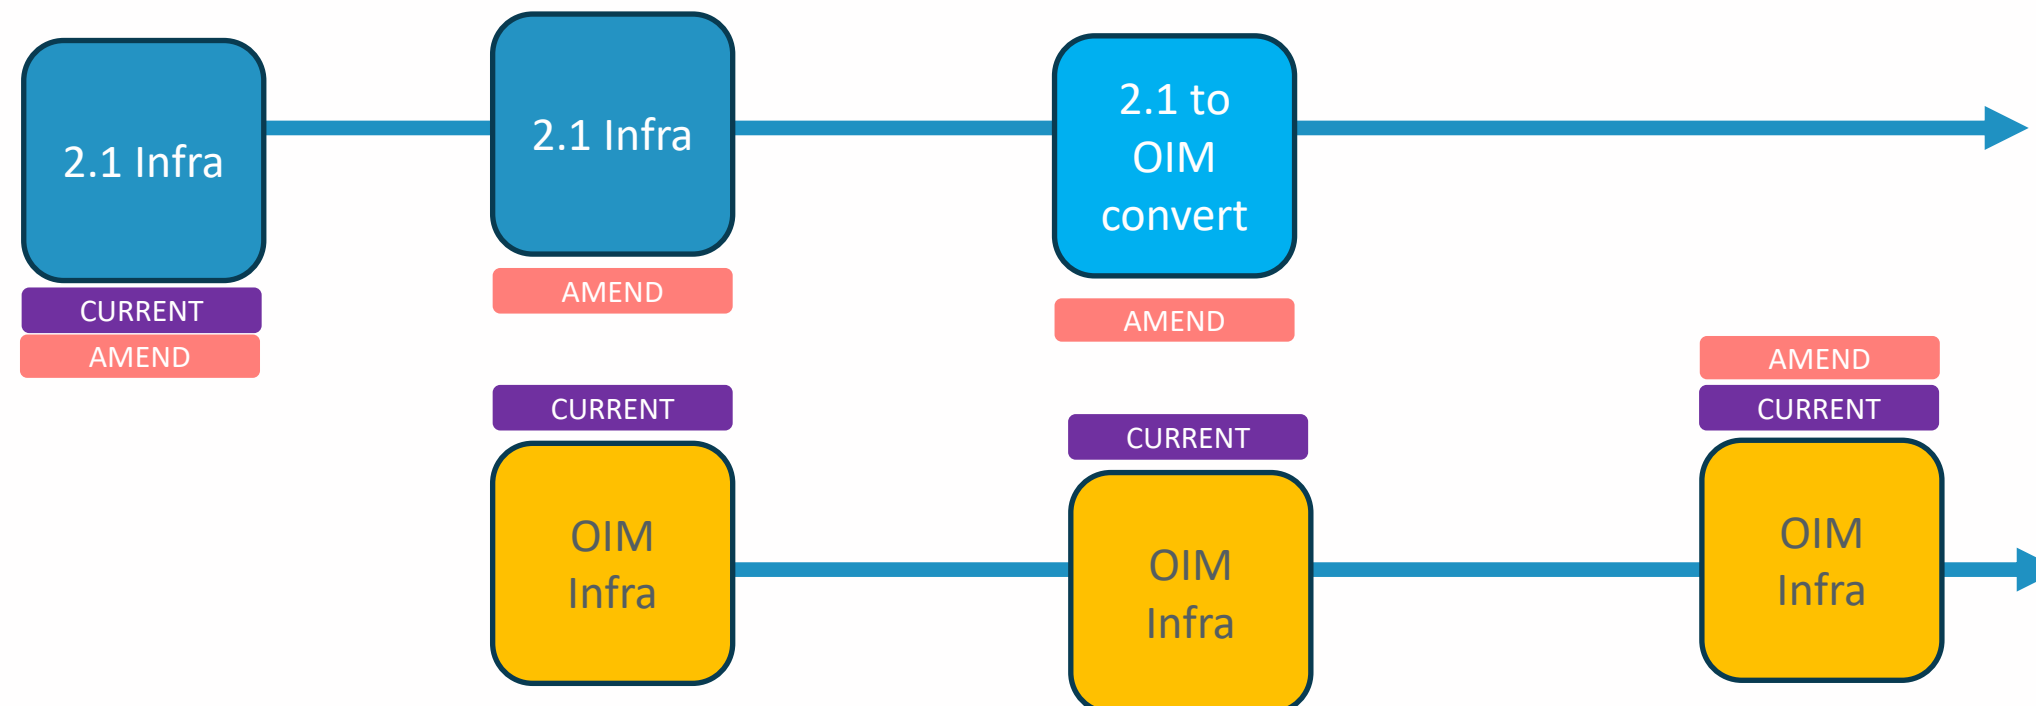 2.1 Infra
CURRENT
AMEND
2.1 Infra
AMEND
CURRENT
OIM
Infra
2.1 to
OIM
convert
AMEND
CURRENT
OIM
Infra
AMEND
CURRENT
OIM
Infra